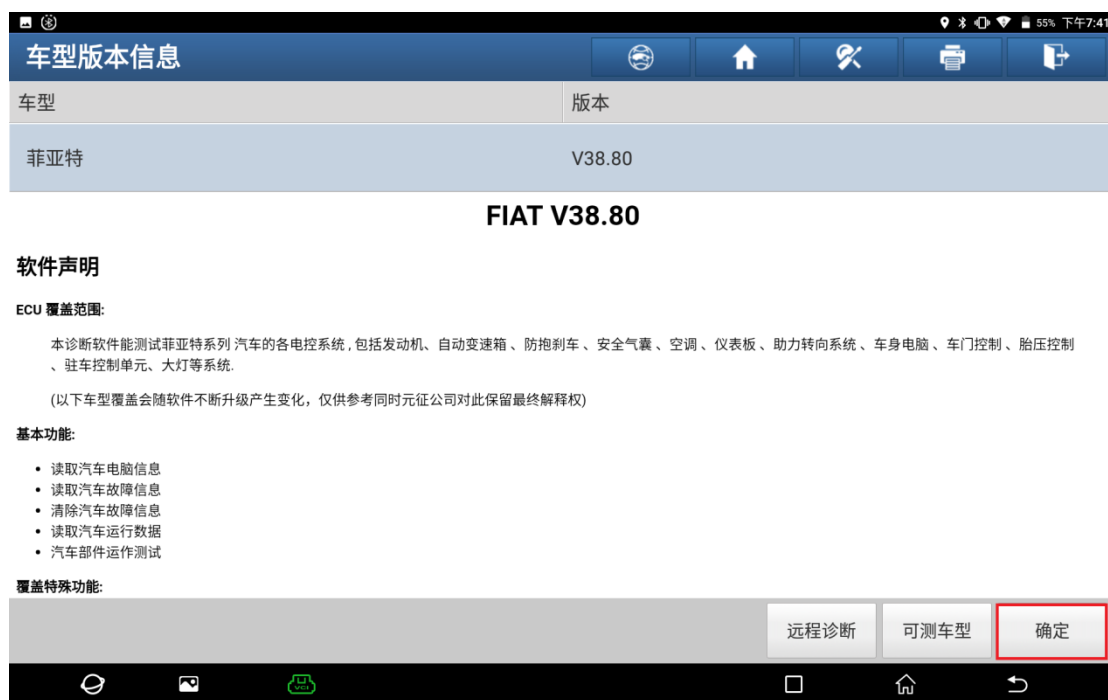 55% 下午7:41
车型版本信息
车型 版本
菲亚特 V38.80
FIAT V38.80
软件声明
ECU 覆盖范围:
本诊断软件能测试菲亚特系列 汽车的各电控系统 , 包括发动机、自动变速箱 、防抱刹车 、安全气囊 、空调 、仪表板 、助力转向系统 、车身电脑 、车门控制 、胎压控制
、驻车控制单元、大灯等系统.
(以下车型覆盖会随软件不断升级产生变化，仅供参考同时元征公司对此保留最终解释权)
基本功能:
• 读取汽车电脑信息
• 读取汽车故障信息
• 清除汽车故障信息
• 读取汽车运行数据
• 汽车部件运作测试
覆盖特殊功能:
远程诊断 可测车型 确定
VCI